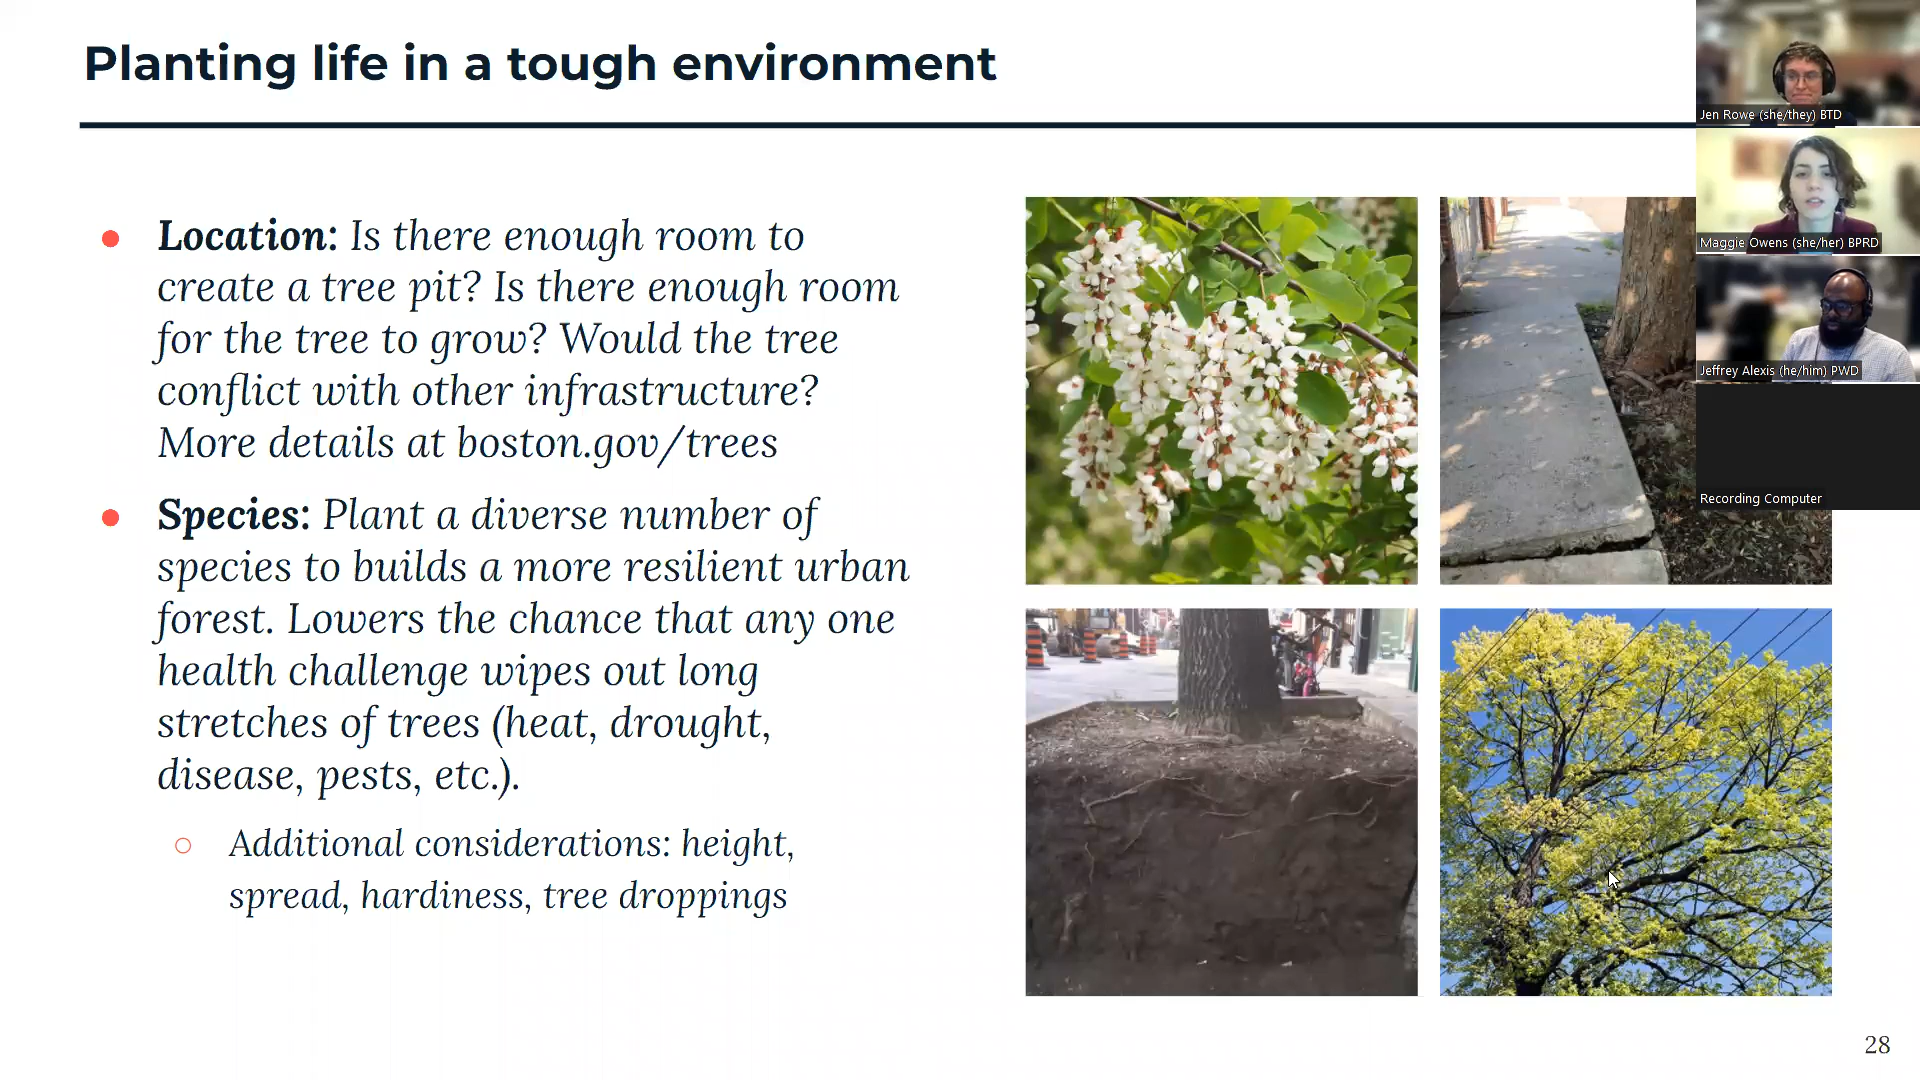 Planting life in a tough environment
Location: Is there enough room to
create a tree pit? Is there enough room
for the tree to grow? Would the tree
conflict with other infrastructure?
More details at boston.gov/trees
Species: Plant a diverse number of
species to builds a more resilient urban
forest. Lowers the chance that any one
health challenge wipes out long
stretches of trees (heat, drought,
disease, pests, etc.).
Additional considerations: height,
spread, hardiness, tree droppings
Jen Rowe (she/they) BTD
Maggie Owens (she/her) BPRD
Jeffrey Alexis (he/him) PWD
Recording Computer
28